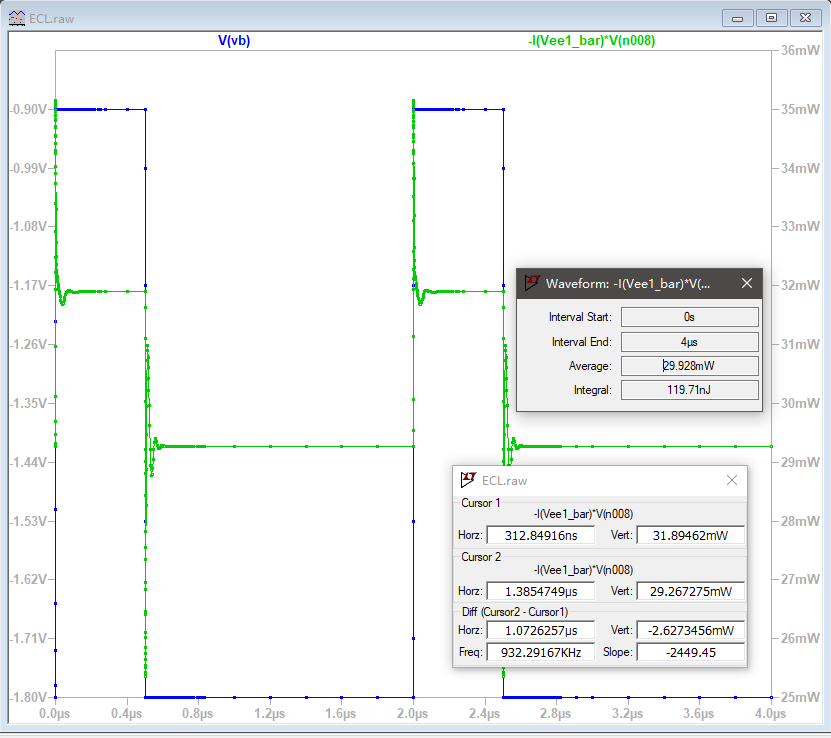 ECL.raw
V(vb) -I(Vee1_bar)*V(n008)
36mW
-0.90V 35mW
-0.99V 34mW
-1.08V 33mW
-1.17V 32mW
-1.26V 31mW
-1.35V 30mW
-1.44V 29mW
-1.53V 28mW
-1.62V 27mW
-1.71V 26mW
-1.80V 25mW
0.0µs 0.4µs 0.8µs 1.2µs 1.6µs 2.0µs 2.4µs 2.8µs 3.2µs 3.6µs 4.0µs
Waveform: -I(Vee1_bar)*V(...
Interval Start: 0s
Interval End: 4µs
Average: 29.928mW
Integral: 119.71nJ
ECL.raw
Cursor 1
-I(Vee1_bar)*V(n008)
Horz: 312.84916ns Vert: 31.89462mW
Cursor 2
-I(Vee1_bar)*V(n008)
Horz: 1.3854749µs Vert: 29.267275mW
Diff (Cursor2 - Cursor1)
Horz: 1.0726257µs Vert: -2.6273456mW
Freq: 932.29167KHz Slope: -2449.45